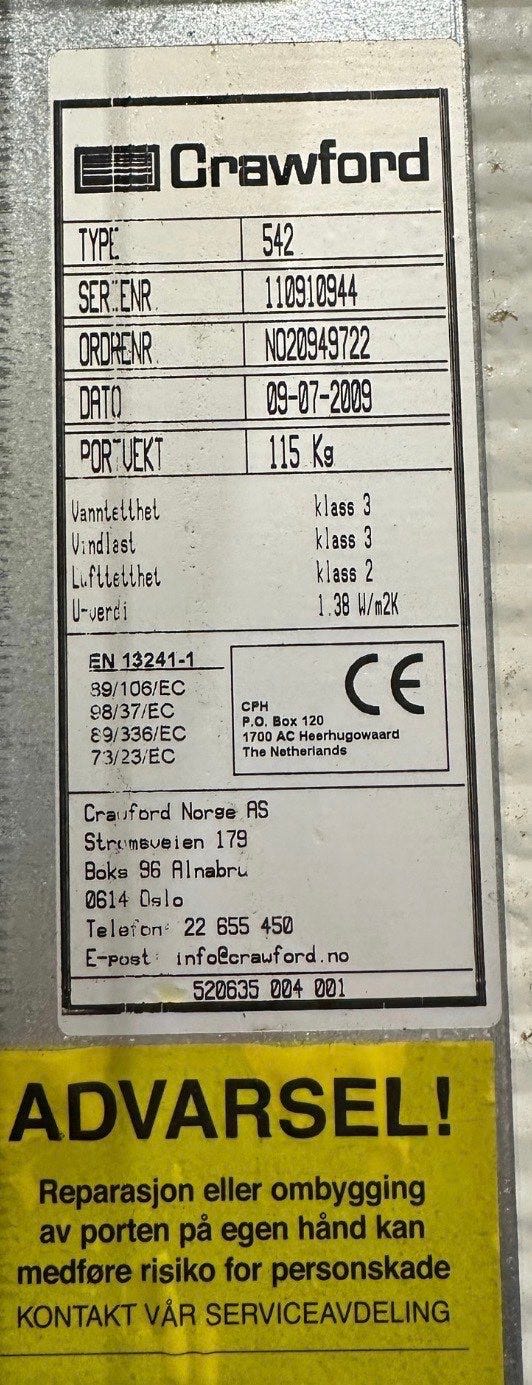 Crawford
TYPE 542
SERIENR. 110910944
ORDRENR. NO20949722
DATO 09-07-2009
PORTVEKT 115 Kg
Vanntetthet klass 3
Vindlast klass 3
Lufttetthet klass 2
U-verdi 1.38 W/m2K
EN 13241-1
89/106/EC
98/37/EC
89/336/EC
73/23/EC
CE
CPH
P.O. Box 120
1700 AC Heerhugowaard
The Netherlands
Crawford Norge AS
Strømsveien 179
Boks 96 Alnabru
0614 Oslo
Telefon: 22 655 450
E-post: info@crawford.no
520635 004 001
ADVARSEL!
Reparasjon eller ombygging
av porten på egen hånd kan
medføre risiko for personskade
KONTAKT VÅR SERVICEAVDELING